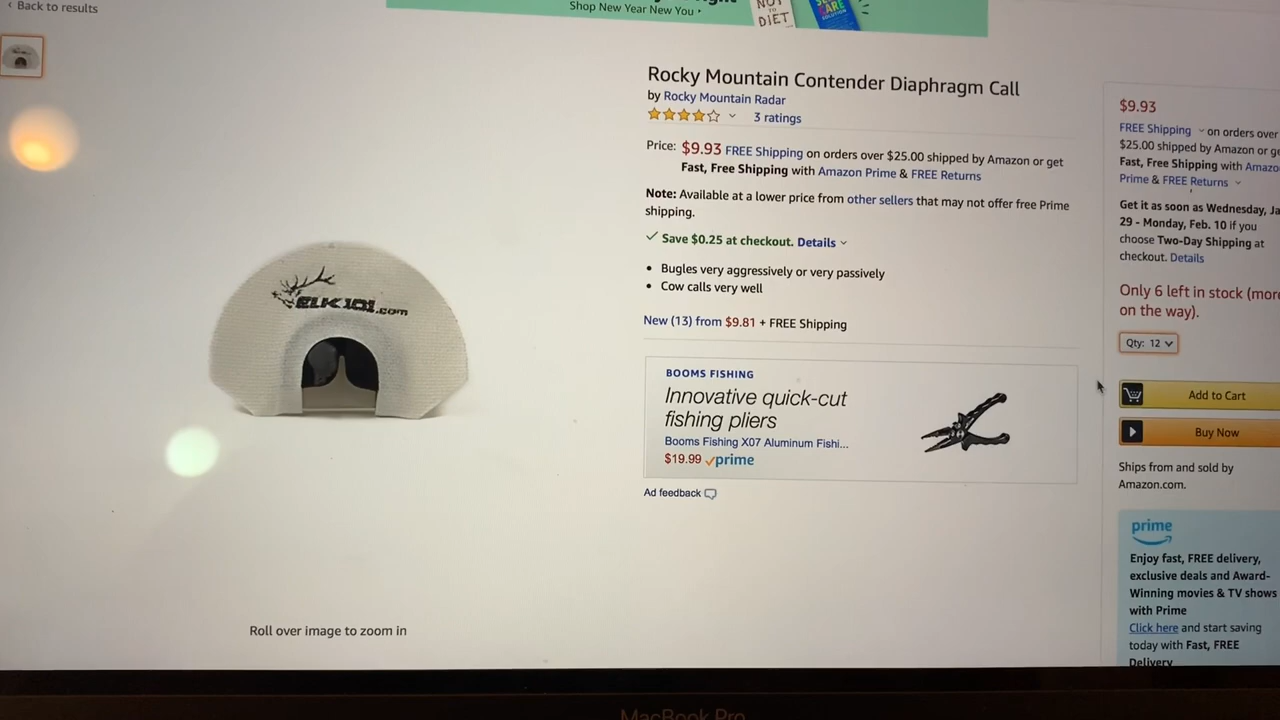 ‹ Back to results
Shop New Year New You ›
NOT
TO
DIET
CARE
SOLUTION
Rocky Mountain Contender Diaphragm Call
by Rocky Mountain Radar
3 ratings
Price: $9.93 FREE Shipping on orders over $25.00 shipped by Amazon or get
Fast, Free Shipping with Amazon Prime & FREE Returns
Note: Available at a lower price from other sellers that may not offer free Prime
shipping.
Save $0.25 at checkout. Details
• Bugles very aggressively or very passively
• Cow calls very well
New (13) from $9.81 + FREE Shipping
ELK101.com
BOOMS FISHING
Innovative quick-cut
fishing pliers
Booms Fishing X07 Aluminum Fishi...
$19.99 prime
Ad feedback
Roll over image to zoom in
$9.93
FREE Shipping on orders over
$25.00 shipped by Amazon or
Fast, Free Shipping with
Prime & FREE Returns
Get it as soon as Wednesday,
29 - Monday, Feb. 10 if you
choose Two-Day Shipping at
checkout. Details
Only 6 left in stock (more
on the way).
Qty: 12
Add to Cart
Buy Now
Ships from and sold by
Amazon.com.
prime
Enjoy fast, FREE delivery,
exclusive deals and Award-
Winning movies & TV shows
with Prime
Click here and start saving
today with Fast, FREE
Delivery
MacBook Pro